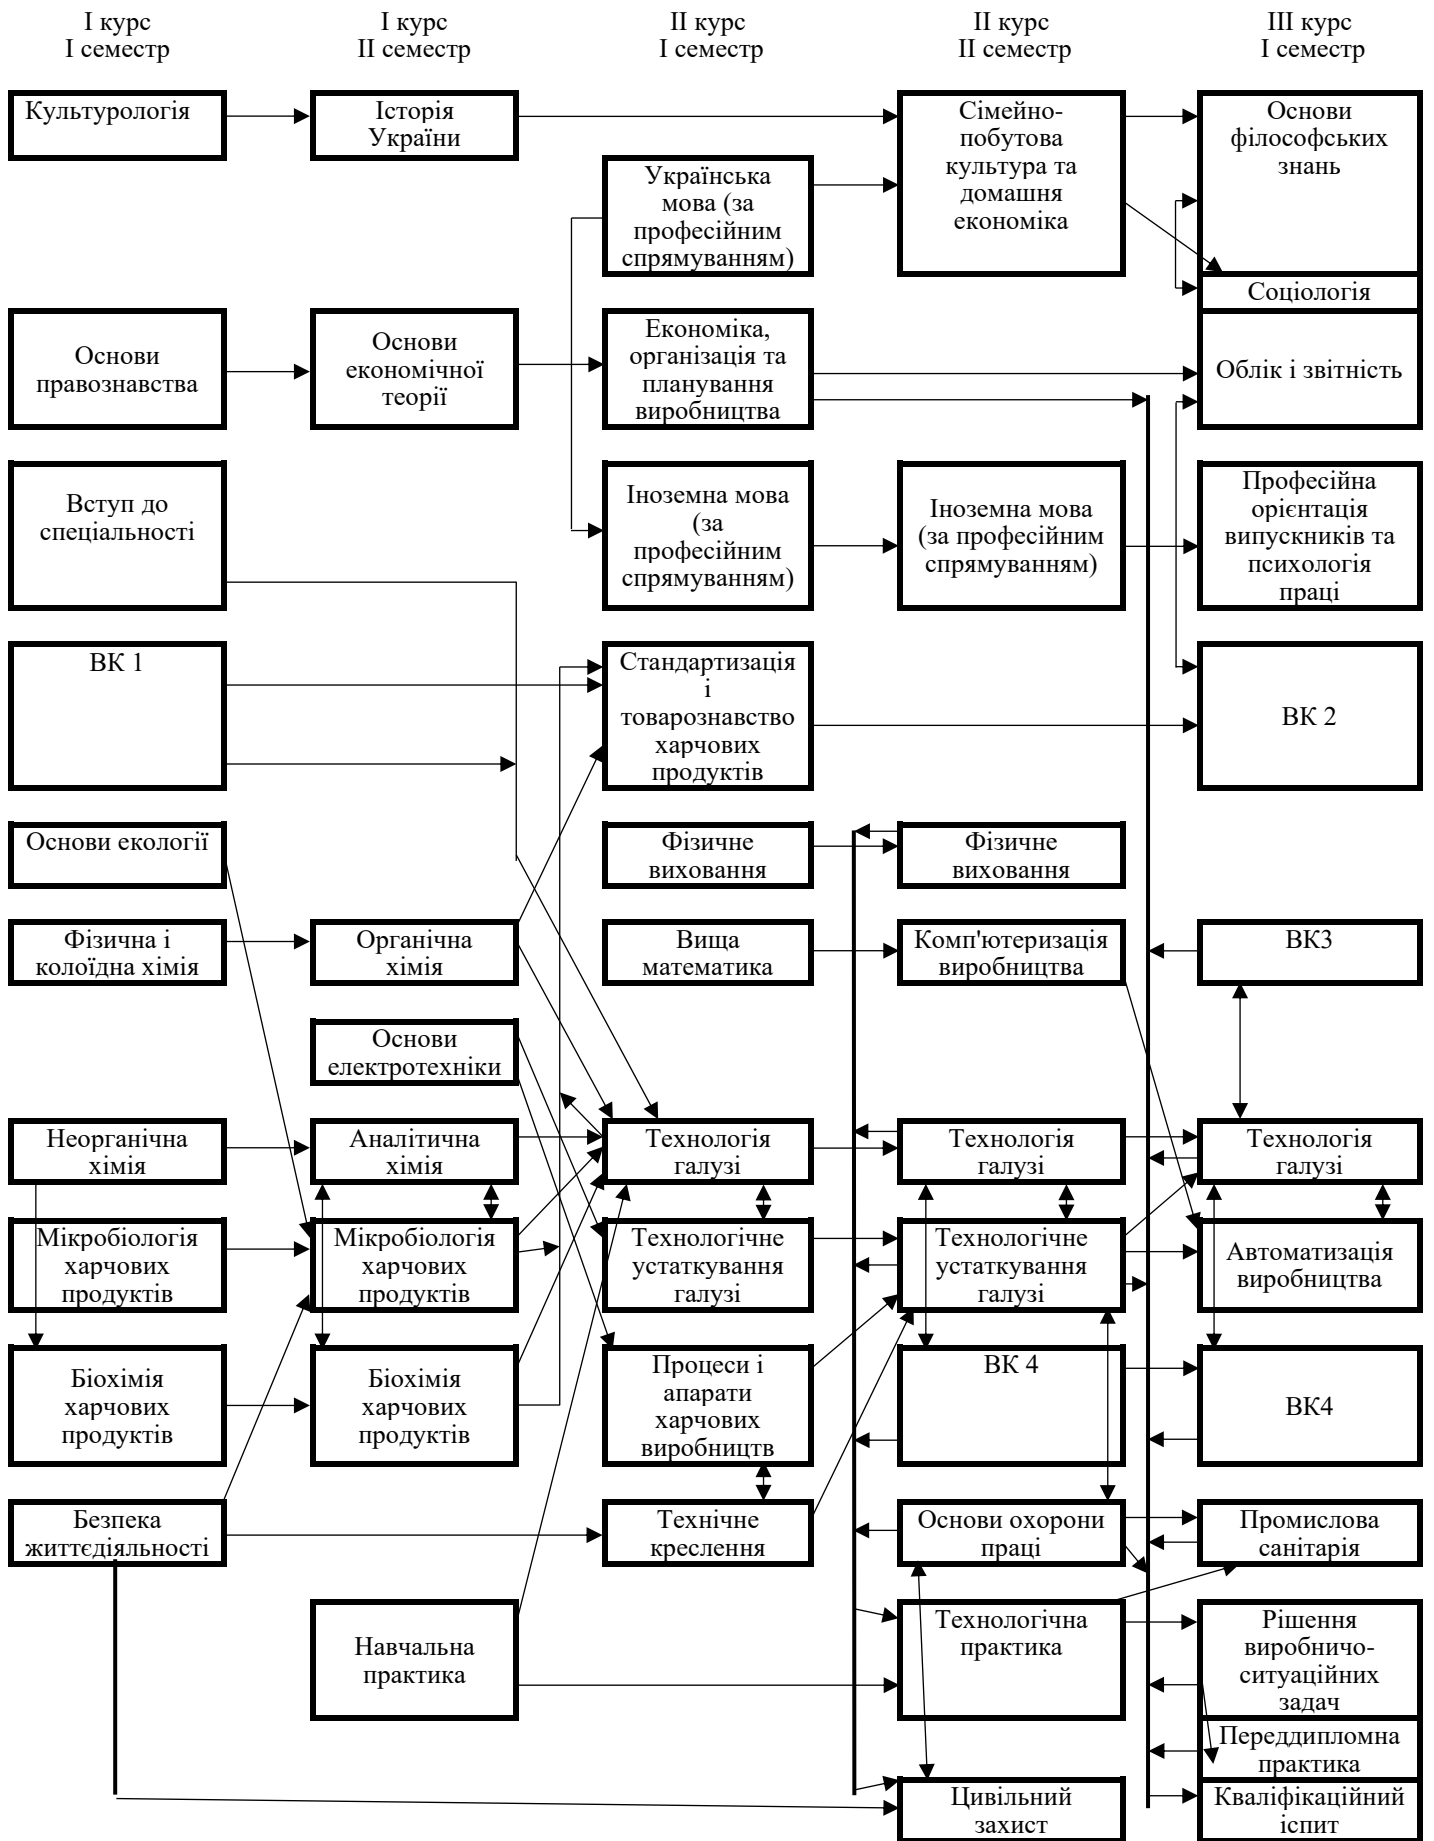 І курс
І семестр
І курс
ІІ семестр
ІІ курс
І семестр
ІІ курс
ІІ семестр
ІІІ курс
І семестр
Культурологія
Історія
України
Українська
мова (за
професійним
спрямуванням)
Сімейно-
побутова
культура та
домашня
економіка
Основи
філософських
знань
Соціологія
Основи
правознавства
Основи
економічної
теорії
Економіка,
організація та
планування
виробництва
Облік і звітність
Вступ до
спеціальності
Іноземна мова
(за
професійним
спрямуванням)
Іноземна мова
(за професійним
спрямуванням)
Професійна
орієнтація
випускників та
психологія
праці
ВК 1
Стандартизація
і
товарознавство
харчових
продуктів
ВК 2
Основи екології
Фізичне
виховання
Фізичне
виховання
Фізична і
колоїдна хімія
Органічна
хімія
Вища
математика
Комп'ютеризація
виробництва
ВК3
Основи
електротехніки
Неорганічна
хімія
Аналітична
хімія
Технологія
галузі
Технологія
галузі
Технологія
галузі
Мікробіологія
харчових
продуктів
Мікробіологія
харчових
продуктів
Технологічне
устаткування
галузі
Технологічне
устаткування
галузі
Автоматизація
виробництва
Біохімія
харчових
продуктів
Біохімія
харчових
продуктів
Процеси і
апарати
харчових
виробництв
ВК 4
ВК4
Безпека
життєдіяльності
Технічне
креслення
Основи охорони
праці
Промислова
санітарія
Навчальна
практика
Технологічна
практика
Рішення
виробничо-
ситуаційних
задач
Переддипломна
практика
Цивільний
захист
Кваліфікаційний
іспит